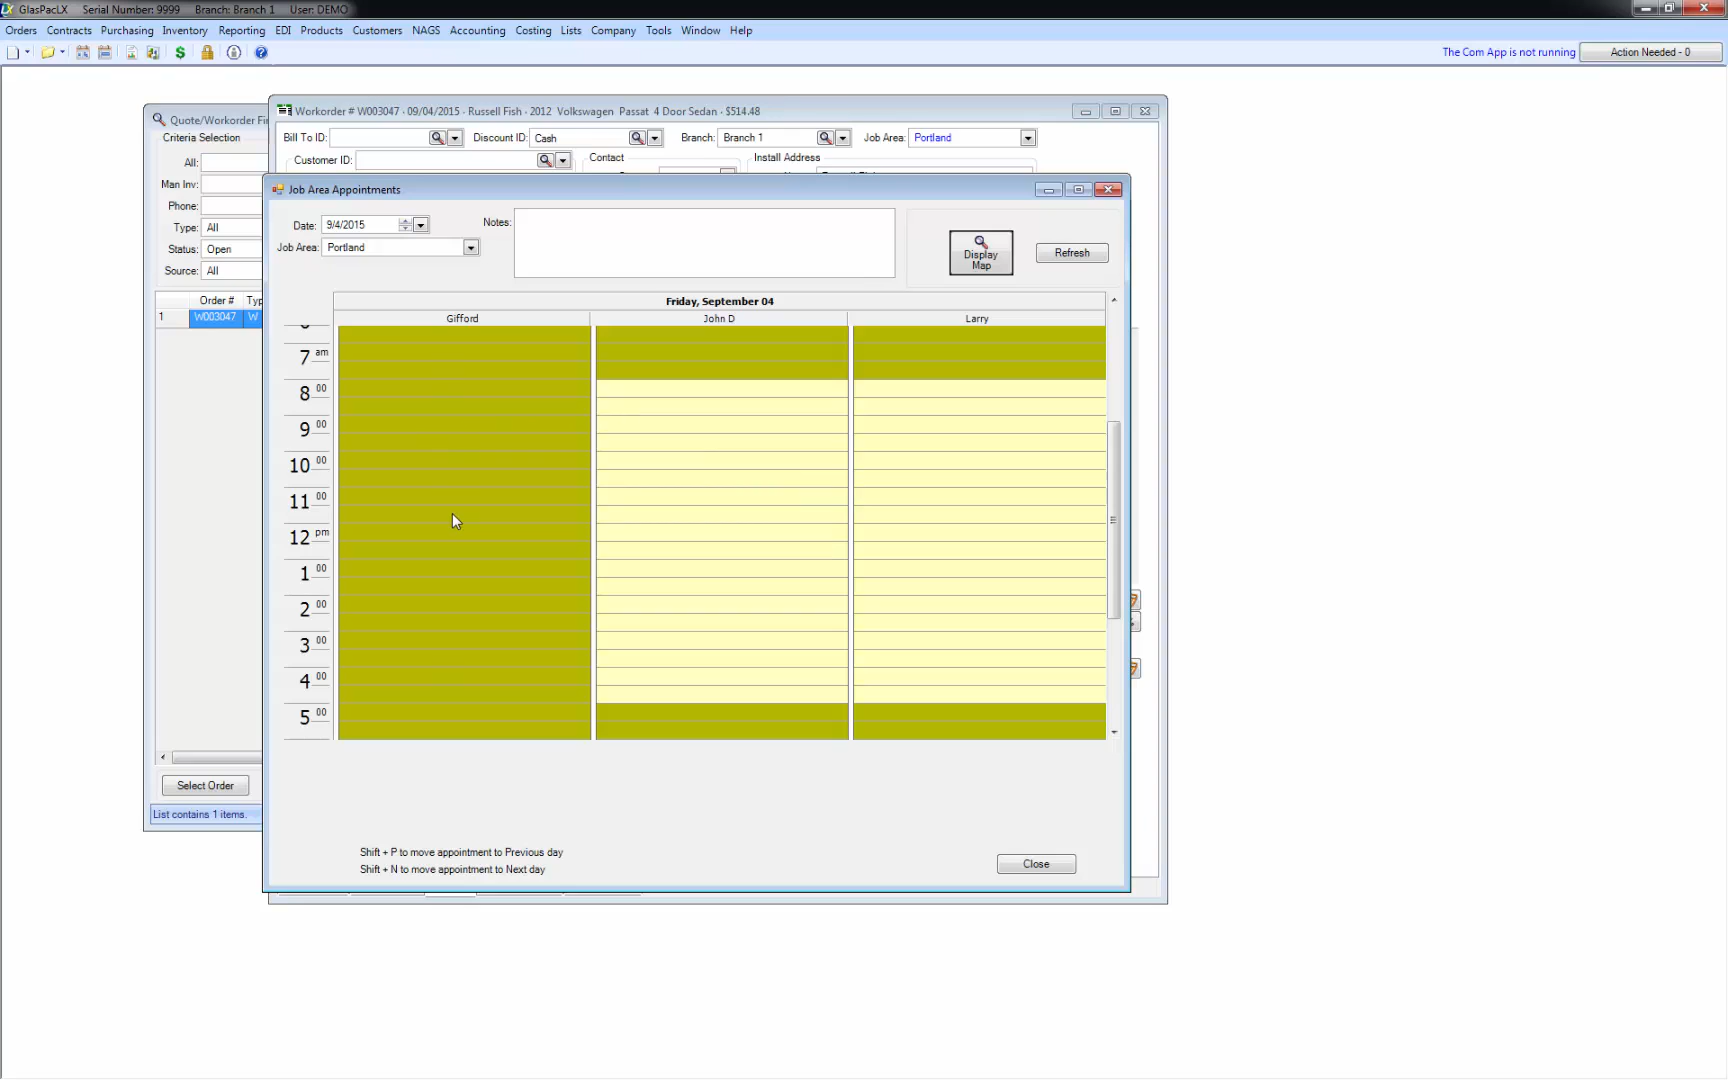 GlasPacLX Serial Number: 9999 Branch: Branch 1 User: DEMO
Orders Contracts Purchasing Inventory Reporting EDI Products Customers NAGS Accounting Costing Lists Company Tools Window Help
The Com App is not running Action Needed - 0
Workorder # W003047 - 09/04/2015 - Russell Fish - 2012 Volkswagen Passat 4 Door Sedan - $514.48
Quote/Workorder Fi
Criteria Selection
Bill To ID: Discount ID: Cash Branch: Branch 1 Job Area: Portland
Customer ID: Contact Install Address
All:
Man Inv:
Phone:
Type: All
Status: Open
Source: All
Order # Typ
1 W003047 W
Select Order
List contains 1 items.
Job Area Appointments
Date: 9/4/2015 Notes:
Job Area: Portland
Display
Map
Refresh
Friday, September 04
Gifford John D Larry
7 am
8 00
9 00
10 00
11 00
12 pm
1 00
2 00
3 00
4 00
5 00
Shift + P to move appointment to Previous day
Shift + N to move appointment to Next day
Close